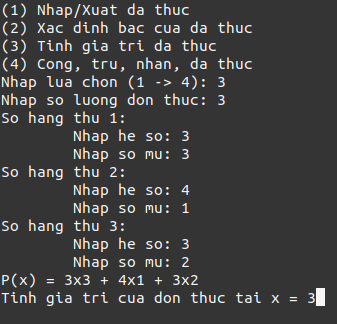 (1) Nhap/Xuat da thuc
(2) Xac dinh bac cua da thuc
(3) Tinh gia tri da thuc
(4) Cong, tru, nhan, da thuc
Nhap lua chon (1 -> 4): 3
Nhap so luong don thuc: 3
So hang thu 1:
Nhap he so: 3
Nhap so mu: 3
So hang thu 2:
Nhap he so: 4
Nhap so mu: 1
So hang thu 3:
Nhap he so: 3
Nhap so mu: 2
P(x) = 3x3 + 4x1 + 3x2
Tinh gia tri cua don thuc tai x = 3